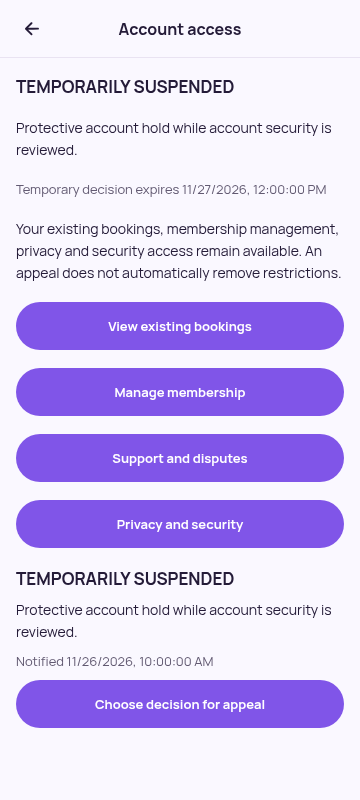 Account access
TEMPORARILY SUSPENDED
Protective account hold while account security is
reviewed.
Temporary decision expires 11/27/2026, 12:00:00 PM
Your existing bookings, membership management,
privacy and security access remain available. An
appeal does not automatically remove restrictions.
View existing bookings
Manage membership
Support and disputes
Privacy and security
TEMPORARILY SUSPENDED
Protective account hold while account security is
reviewed.
Notified 11/26/2026, 10:00:00 AM
Choose decision for appeal